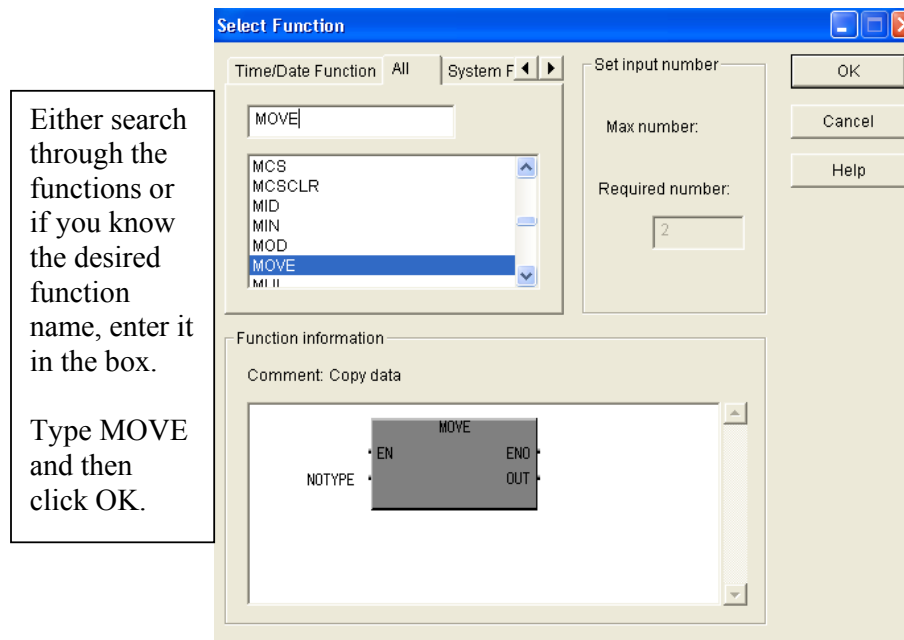 Select Function
Either search
through the
functions or
if you know
the desired
function
name, enter it
in the box.
Type MOVE
and then
click OK.
Time/Date Function
All
System F
MOVE
MCS
MCSCLR
MID
MIN
MOD
MOVE
Set input number
Max number:
Required number:
2
OK
Cancel
Help
Function information
Comment: Copy data
MOVE
EN ENO
NOTYPE OUT